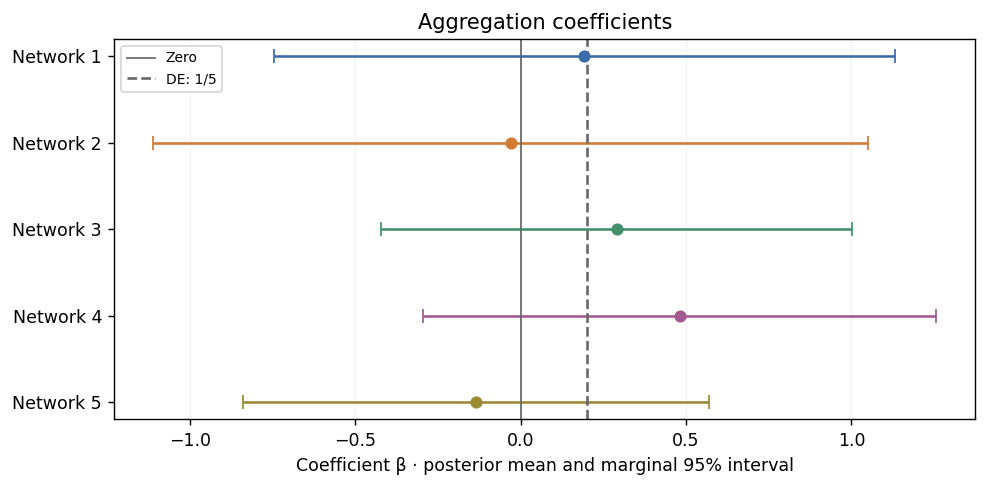 Aggregation coefficients
Network 1
Network 2
Network 3
Network 4
Network 5
Zero
DE: 1/5
−1.0
−0.5
0.0
0.5
1.0
Coefficient β · posterior mean and marginal 95% interval